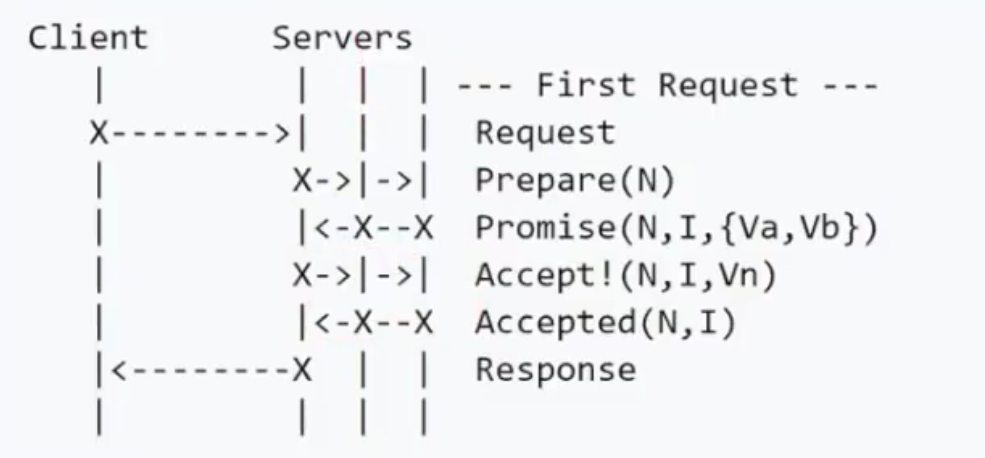 Client        Servers
   |         |  |  | --- First Request ---
   X-------->|  |  |  Request
   |         X->|->|  Prepare(N)
   |         |<-X--X  Promise(N,I,{Va,Vb})
   |         X->|->|  Accept!(N,I,Vn)
   |         |<-X--X  Accepted(N,I)
   |<--------X  |  |  Response
   |         |  |  |